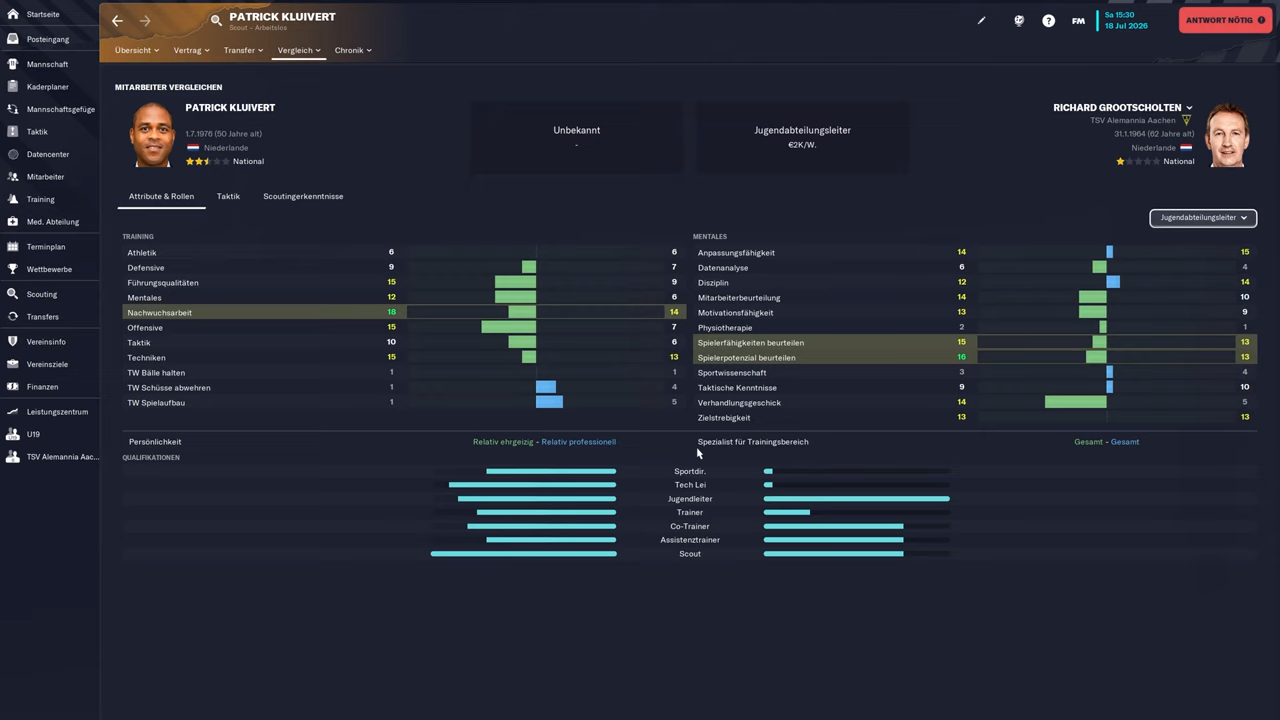 Startseite
Posteingang
Mannschaft
Kaderplaner
Mannschaftsgefüge
Taktik
Datencenter
Mitarbeiter
Training
Med. Abteilung
Terminplan
Wettbewerbe
Scouting
Transfers
Vereinsinfo
Vereinsziele
Finanzen
Leistungszentrum
U19
TSV Alemannia Aac...
PATRICK KLUIVERT
Scout - Arbeitslos
FM
Sa 15:30
18 Jul 2026
ANTWORT NÖTIG
Übersicht Vertrag Transfer Vergleich Chronik
MITARBEITER VERGLEICHEN
PATRICK KLUIVERT
1.7.1976 (50 Jahre alt)
Niederlande
National
Unbekannt
-
Jugendabteilungsleiter
€2K/W.
RICHARD GROOTSCHOLTEN
TSV Alemannia Aachen
31.1.1964 (62 Jahre alt)
Niederlande
National
Attribute & Rollen Taktik Scoutingerkenntnisse
Jugendabteilungsleiter
TRAINING
Athletik 6 6
Defensive 9 7
Führungsqualitäten 15 9
Mentales 12 6
Nachwuchsarbeit 18 14
Offensive 15 7
Taktik 10 6
Techniken 15 13
TW Bälle halten 1 1
TW Schüsse abwehren 1 4
TW Spielaufbau 1 5
MENTALES
Anpassungsfähigkeit 14 15
Datenanalyse 6 4
Disziplin 12 14
Mitarbeiterbeurteilung 14 10
Motivationsfähigkeit 13 9
Physiotherapie 2 1
Spielerfähigkeiten beurteilen 15 13
Spielerpotenzial beurteilen 16 13
Sportwissenschaft 3 4
Taktische Kenntnisse 9 10
Verhandlungsgeschick 14 5
Zielstrebigkeit 13 13
Persönlichkeit Relativ ehrgeizig - Relativ professionell
Spezialist für Trainingsbereich Gesamt - Gesamt
QUALIFIKATIONEN
Sportdir.
Tech Lei
Jugendleiter
Trainer
Co-Trainer
Assistenztrainer
Scout